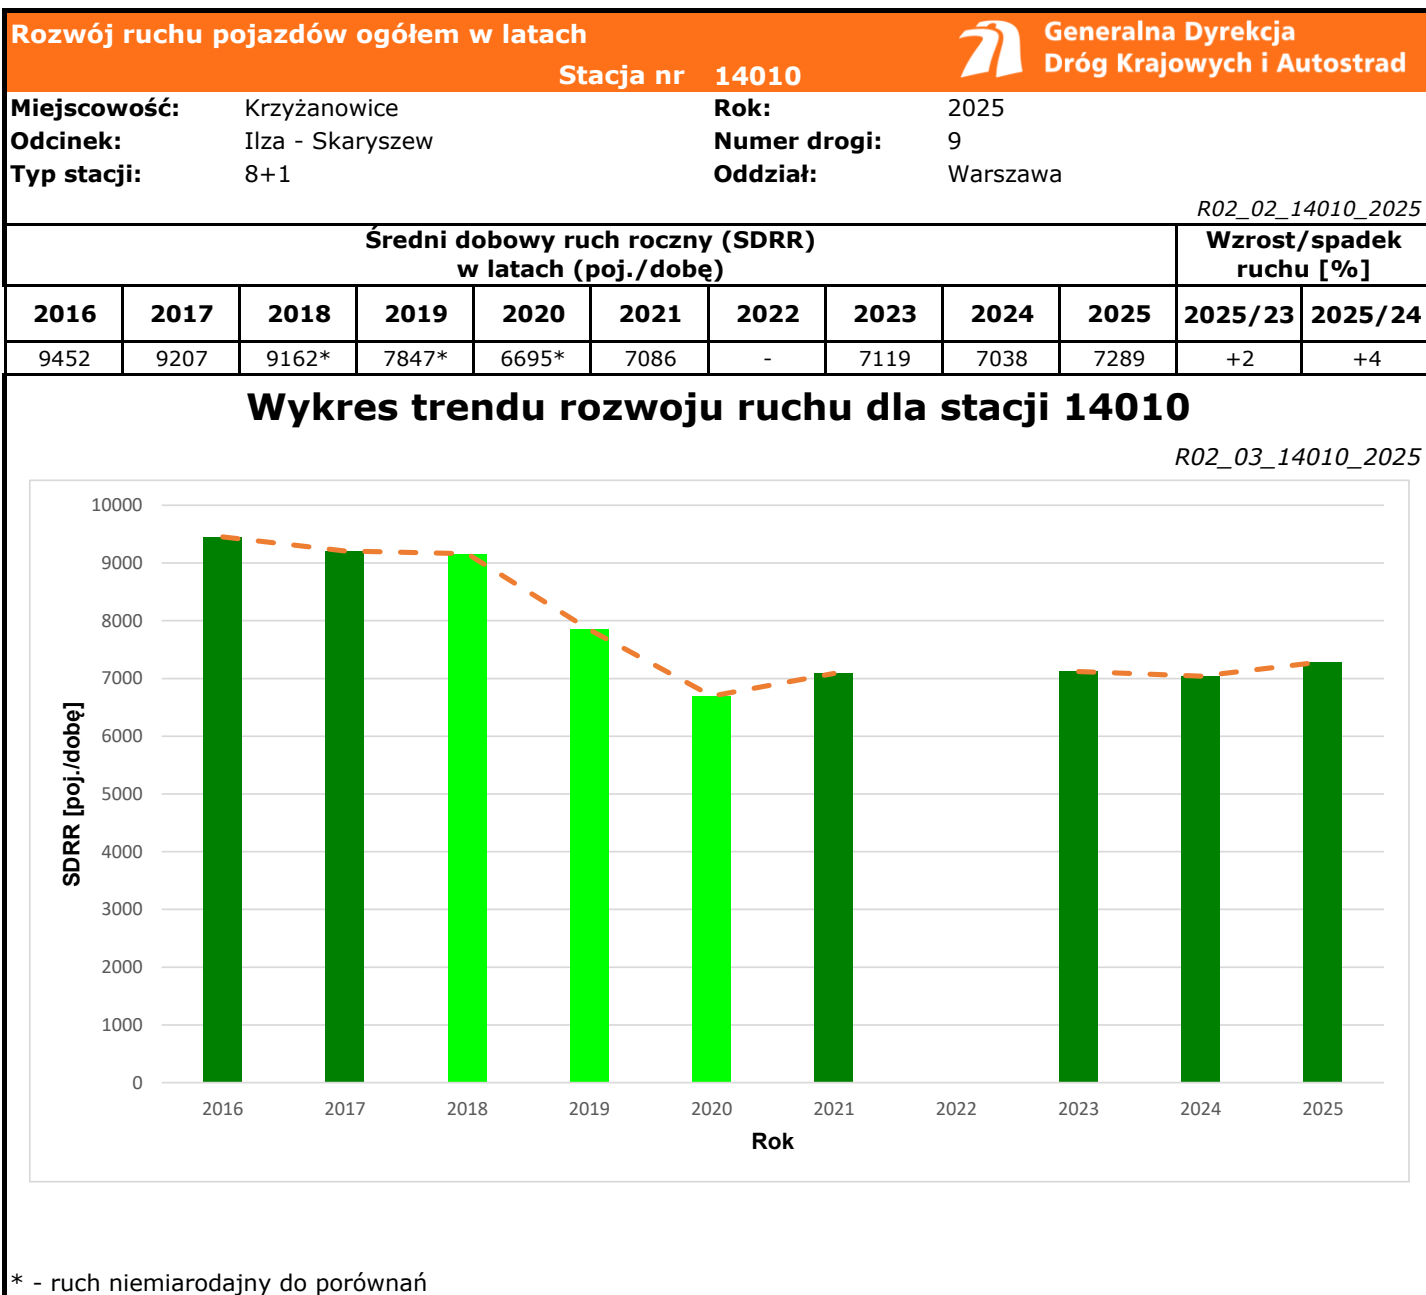 Rozwój ruchu pojazdów ogółem w latach
Generalna Dyrekcja
Dróg Krajowych i Autostrad
Stacja nr 14010
Miejscowość: Krzyżanowice Rok: 2025
Odcinek: Ilza - Skaryszew Numer drogi: 9
Typ stacji: 8+1 Oddział: Warszawa
R02_02_14010_2025
Średni dobowy ruch roczny (SDRR)
w latach (poj./dobę)
Wzrost/spadek
ruchu [%]
2016 2017 2018 2019 2020 2021 2022 2023 2024 2025 2025/23 2025/24
9452 9207 9162* 7847* 6695* 7086 - 7119 7038 7289 +2 +4
Wykres trendu rozwoju ruchu dla stacji 14010
R02_03_14010_2025
SDRR [poj./dobę]
10000
9000
8000
7000
6000
5000
4000
3000
2000
1000
0
2016 2017 2018 2019 2020 2021 2022 2023 2024 2025
Rok
* - ruch niemiarodajny do porównań